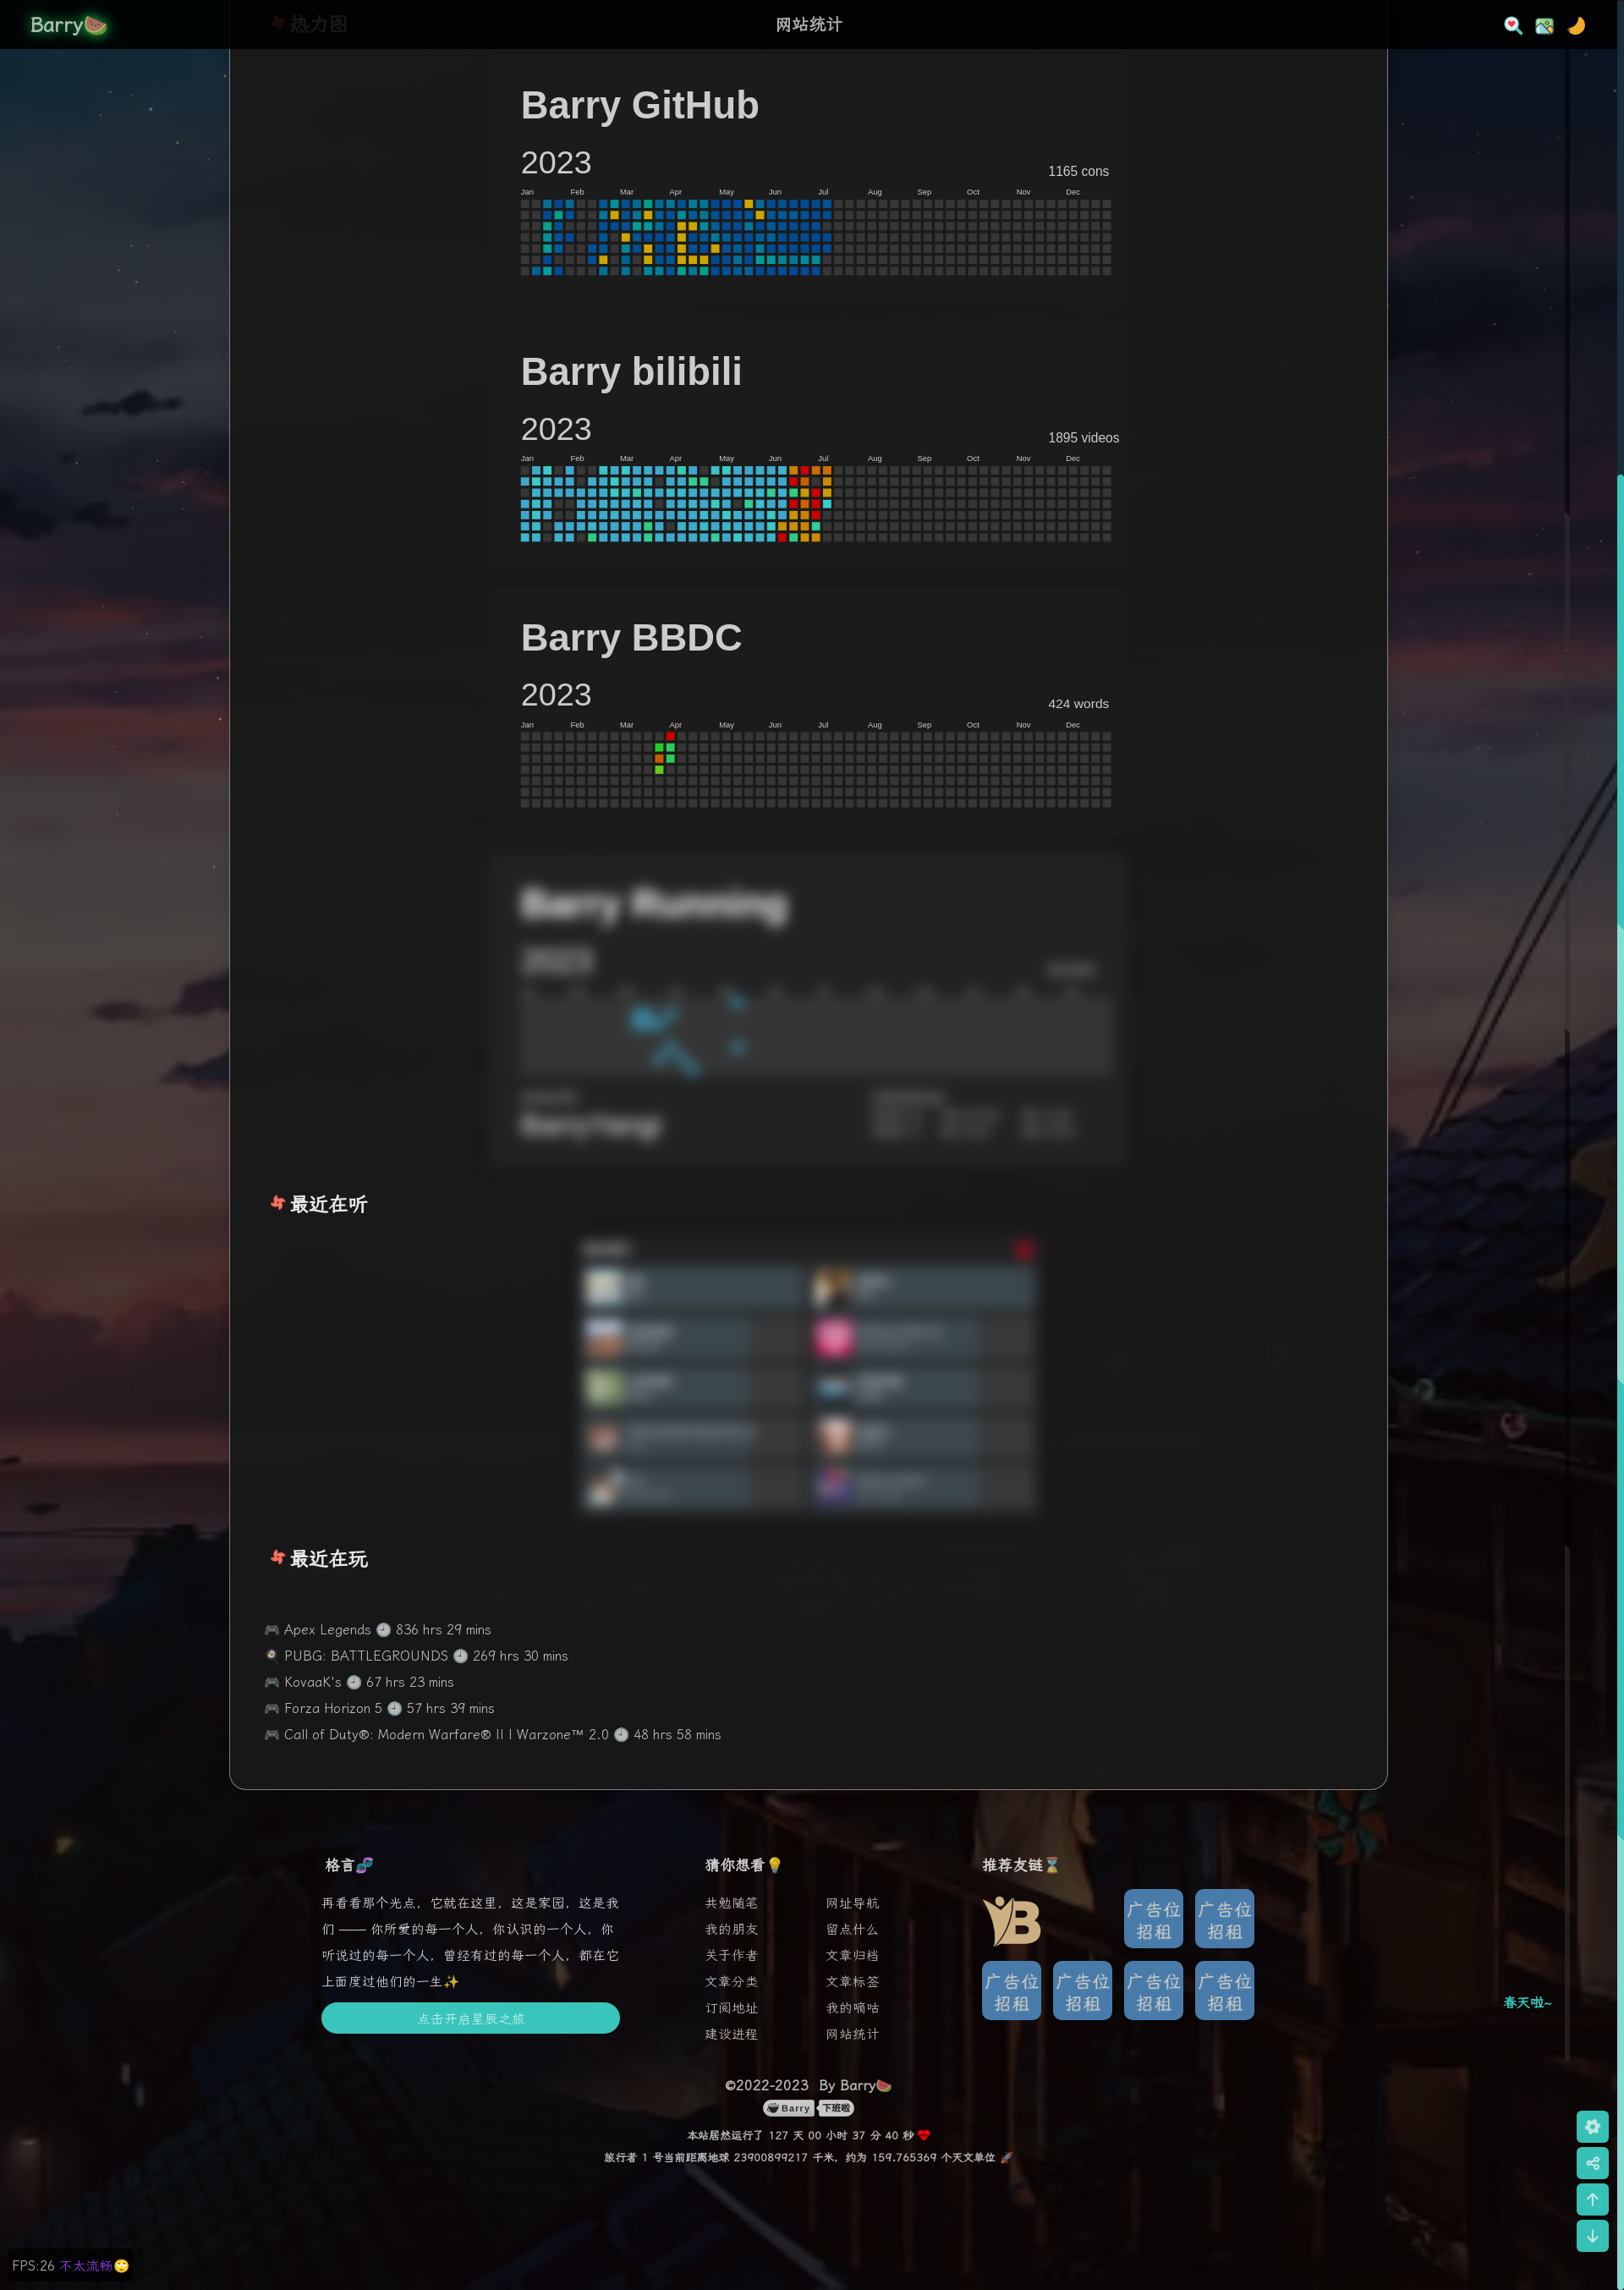 Barry
网站统计
热力图
Barry GitHub
2023
1165 cons
Jan Feb Mar Apr May Jun Jul Aug Sep Oct Nov Dec
Barry bilibili
2023
1895 videos
Jan Feb Mar Apr May Jun Jul Aug Sep Oct Nov Dec
Barry BBDC
2023
424 words
Jan Feb Mar Apr May Jun Jul Aug Sep Oct Nov Dec
Barry Running
2023
最近在听
最近在玩
🎮 Apex Legends 🕘 836 hrs 29 mins
🍳 PUBG: BATTLEGROUNDS 🕘 269 hrs 30 mins
🎮 KovaaK's 🕘 67 hrs 23 mins
🎮 Forza Horizon 5 🕘 57 hrs 39 mins
🎮 Call of Duty®: Modern Warfare® II | Warzone™ 2.0 🕘 48 hrs 58 mins
格言🧬
再看看那个光点，它就在这里，这是家园，这是我
们 —— 你所爱的每一个人，你认识的一个人，你
听说过的每一个人，曾经有过的每一个人，都在它
上面度过他们的一生✨
点击开启星辰之旅
猜你想看💡
共勉随笔 网址导航
我的朋友 留点什么
关于作者 文章归档
文章分类 文章标签
订阅地址 我的嘀咕
建设进程 网站统计
推荐友链⌛
广告位
招租
广告位
招租
广告位
招租
广告位
招租
广告位
招租
广告位
招租
春天啦~
©2022-2023 By Barry🍉
Barry 下班啦
本站居然运行了 127 天 00 小时 37 分 40 秒
旅行者 1 号当前距离地球 23900899217 千米，约为 159.765369 个天文单位 🚀
FPS:26 不太流畅🙄